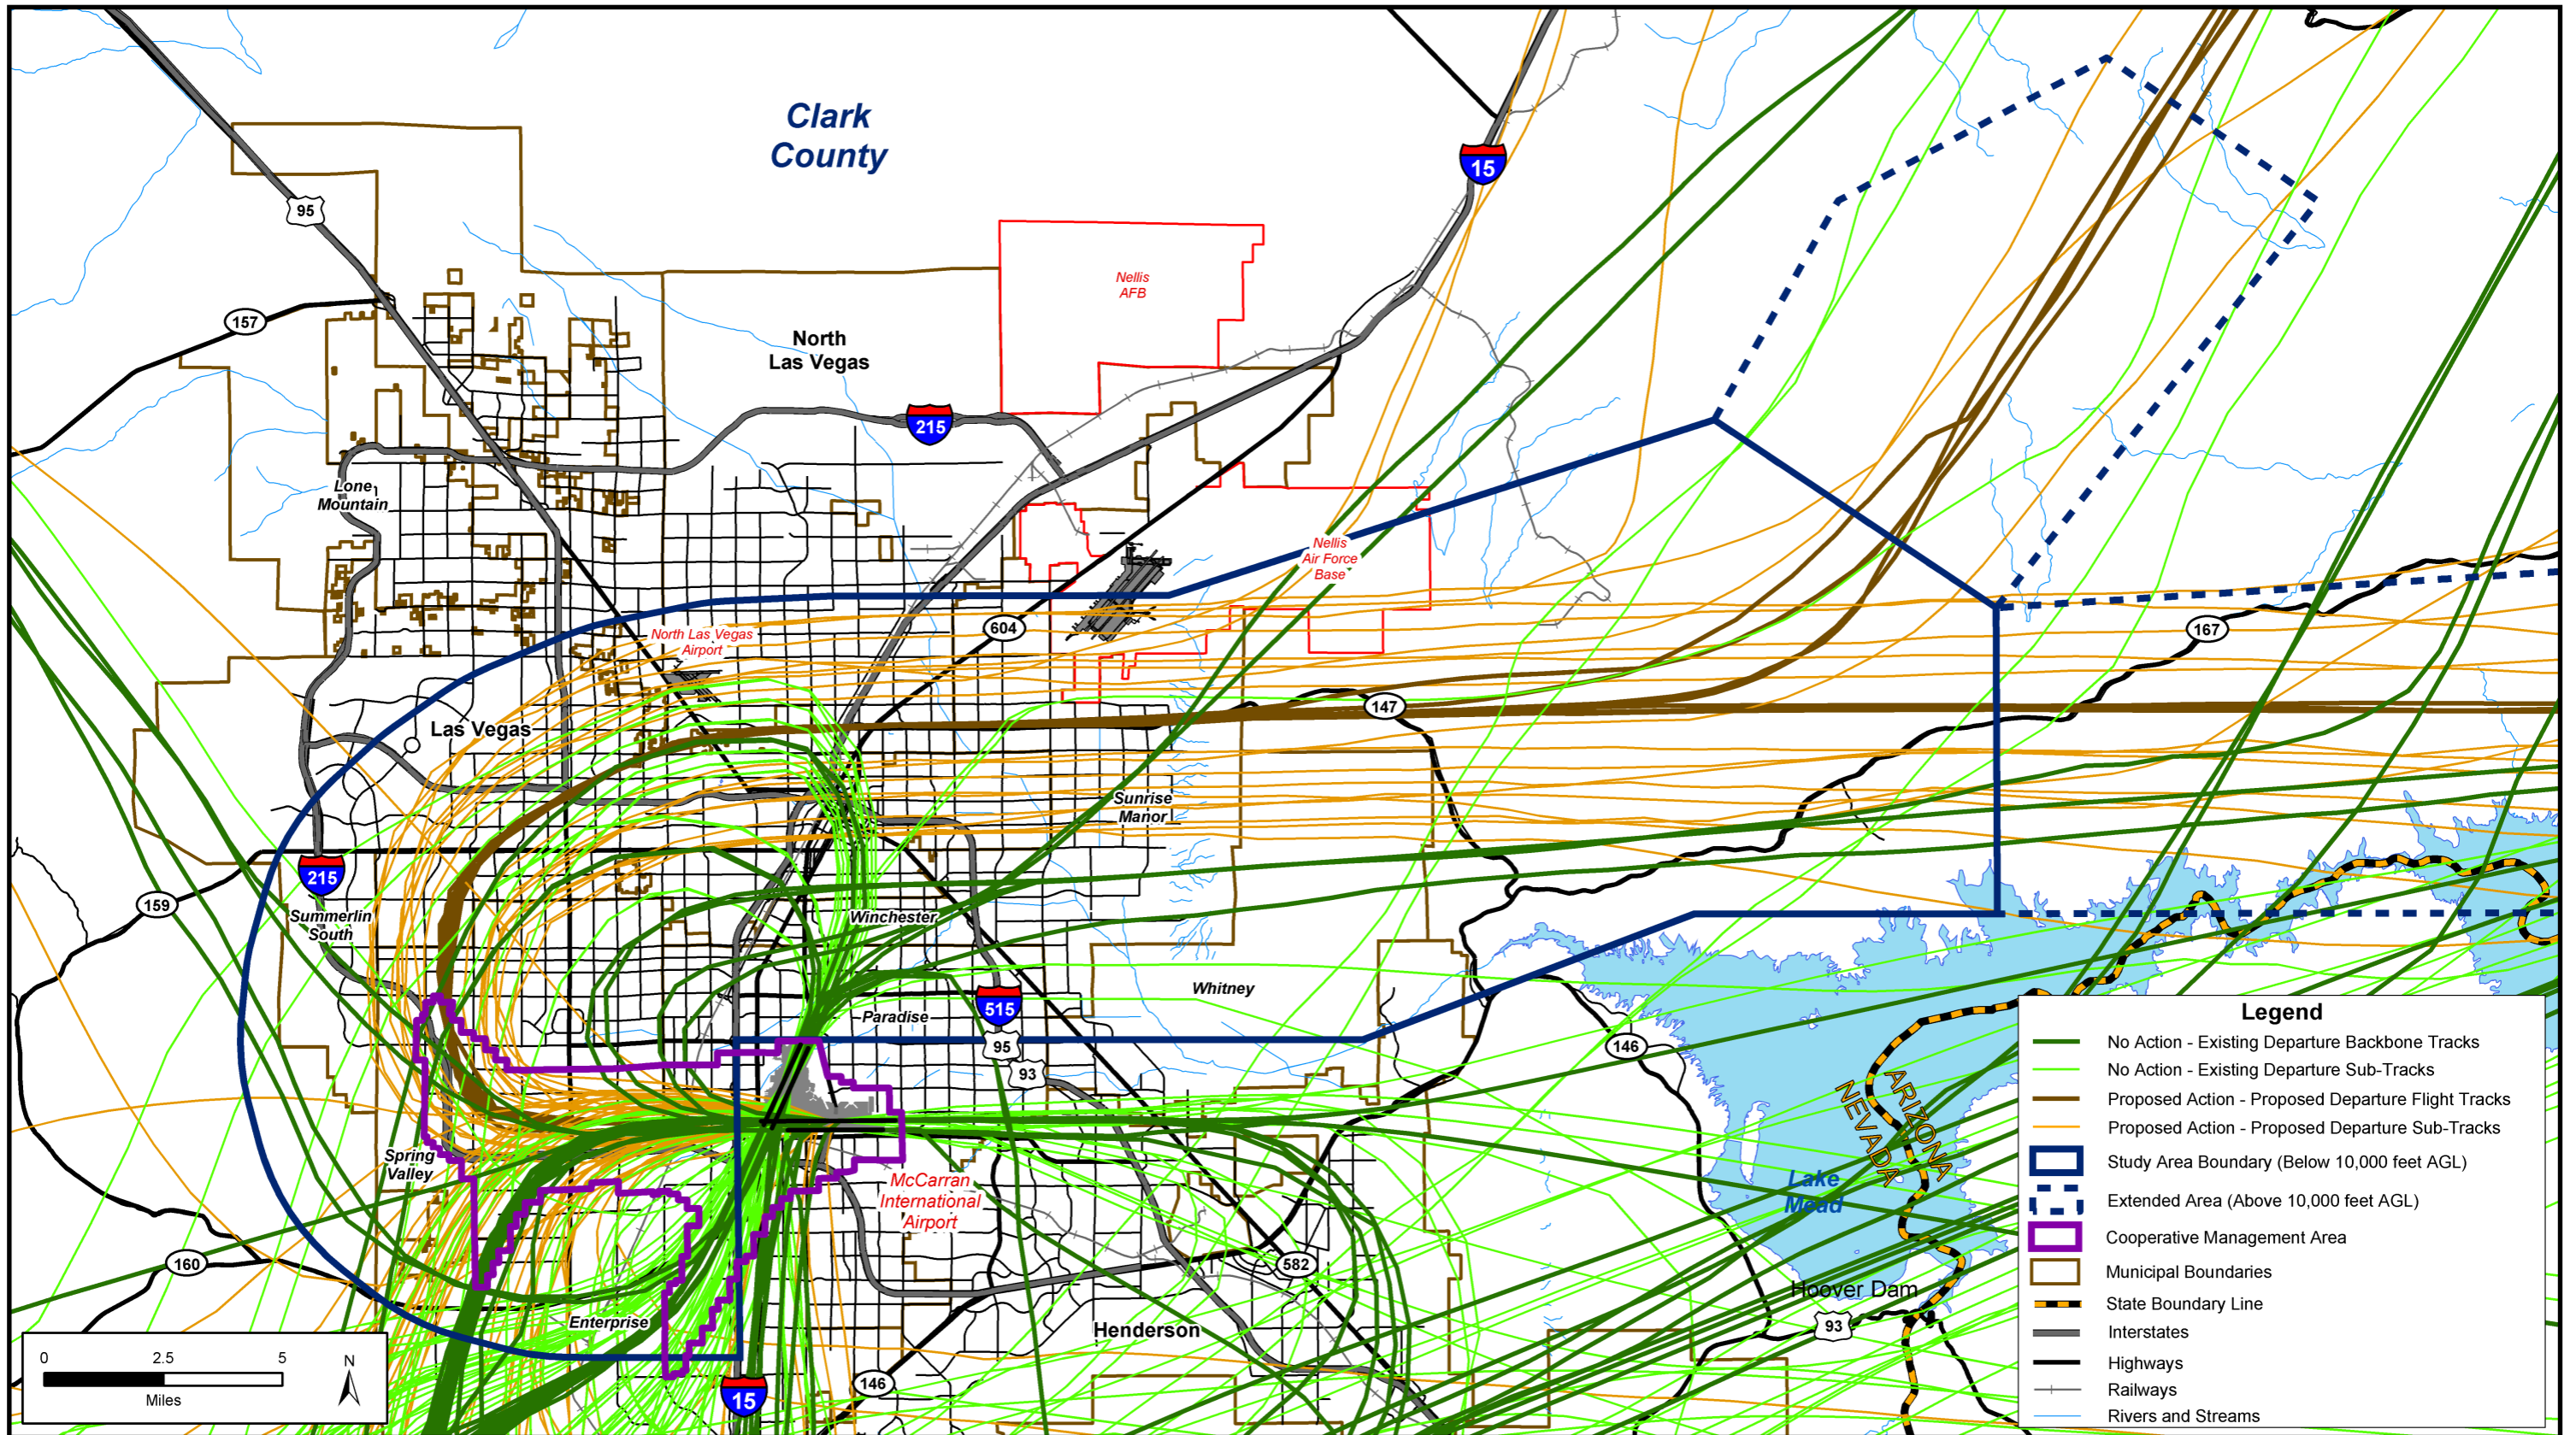 Clark
County
15
95
Nellis
AFB
157
North
Las Vegas
215
Lone
Mountain
Nellis
Air Force
Base
604
North Las Vegas
Airport
167
147
Las Vegas
Sunrise
Manor
215
159
Summerlin
South
Winchester
Whitney
515
Paradise
95
93
146
ARIZONA
NEVADA
Spring
Valley
McCarran
International
Airport
Lake
Mead
160
582
Hoover Dam
Enterprise
Henderson
93
146
15
0 2.5 5
Miles
N
Legend
No Action - Existing Departure Backbone Tracks
No Action - Existing Departure Sub-Tracks
Proposed Action - Proposed Departure Flight Tracks
Proposed Action - Proposed Departure Sub-Tracks
Study Area Boundary (Below 10,000 feet AGL)
Extended Area (Above 10,000 feet AGL)
Cooperative Management Area
Municipal Boundaries
State Boundary Line
Interstates
Highways
Railways
Rivers and Streams